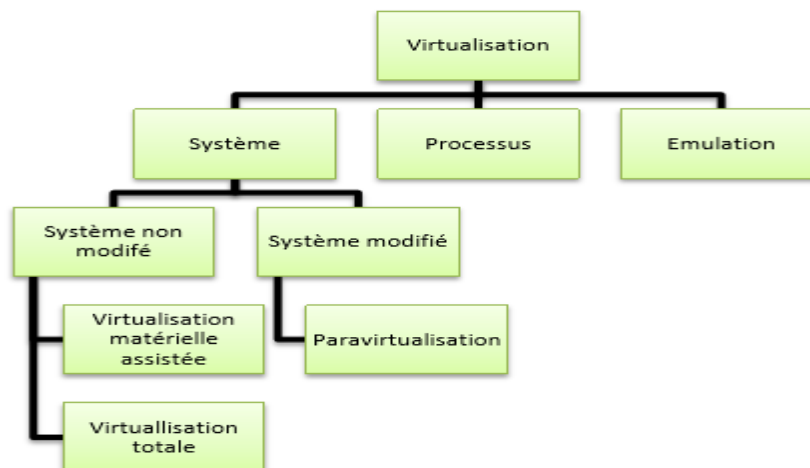 Virtualisation
Système
Processus
Emulation
Système non
modifé
Système modifié
Virtualisation
matérielle
assistée
Paravirtualisation
Virtuallisation
totale